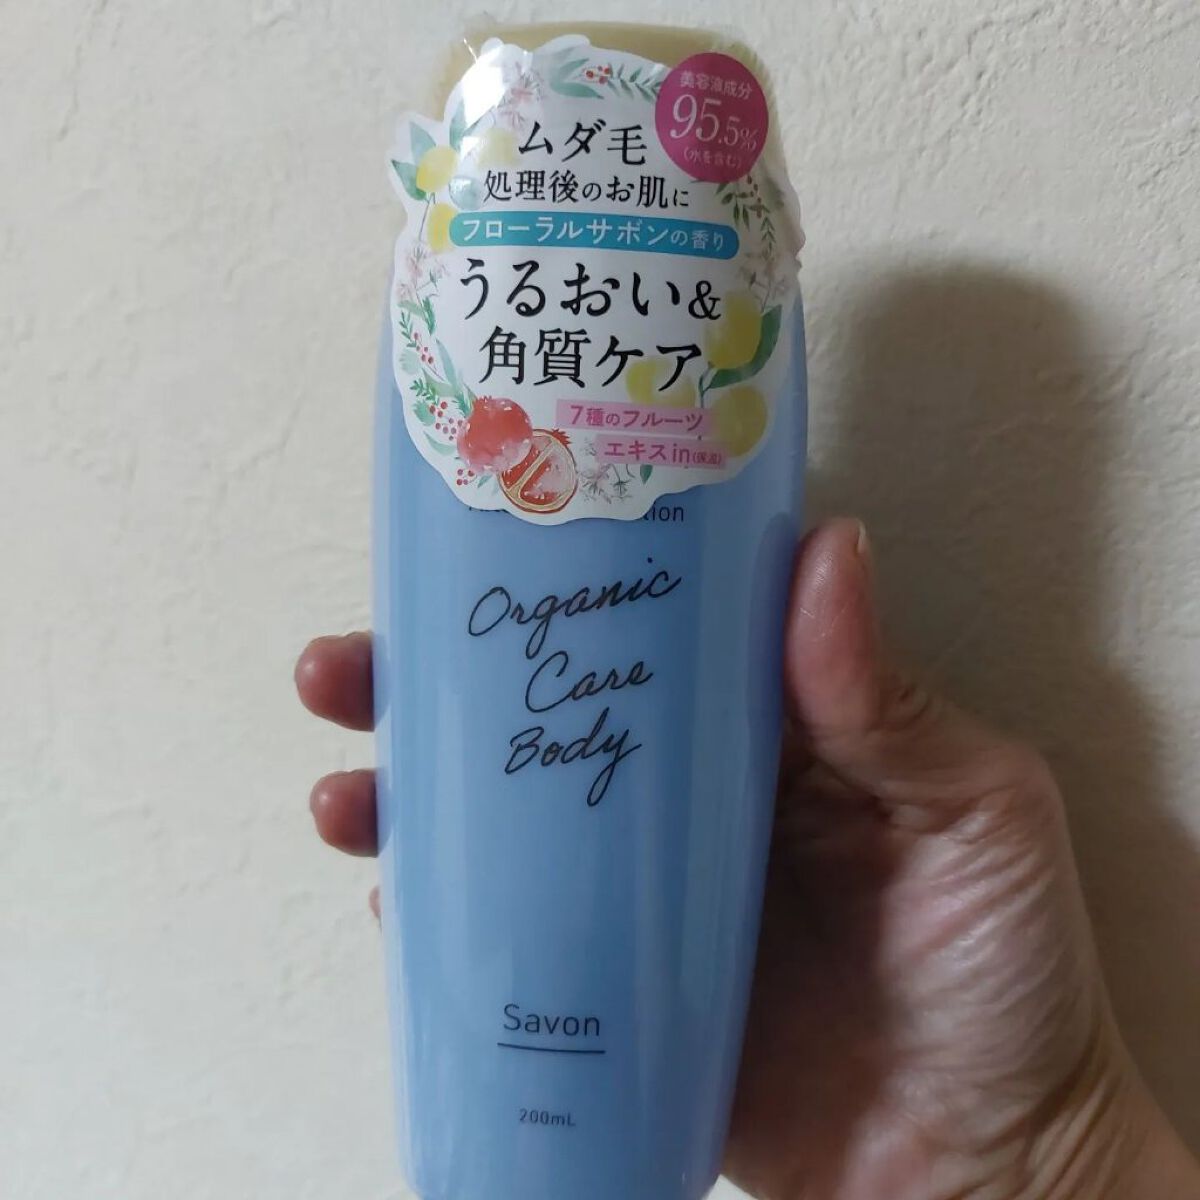 美容液成分
95.5%
(水を含む)
ムダ毛
処理後のお肌に
フローラルサボンの香り
うるおい&
角質ケア
7種のフルーツ
エキスin(保湿)
Organic
Care
Body
Savon
200mL